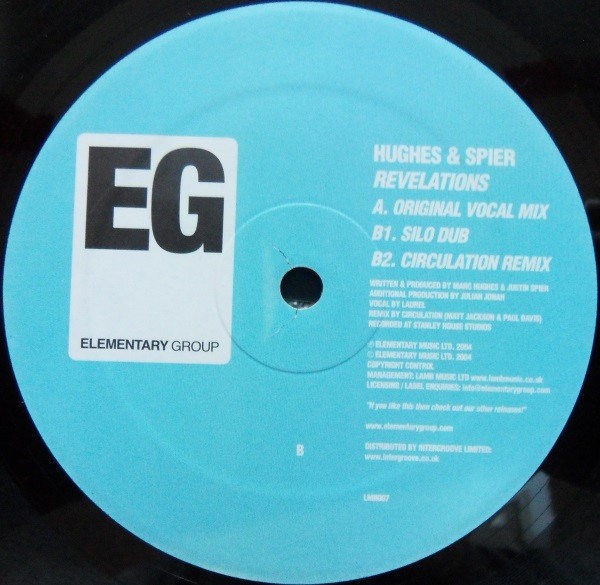 EG
ELEMENTARY GROUP
HUGHES & SPIER
REVELATIONS
A. ORIGINAL VOCAL MIX
B1. SILO DUB
B2. CIRCULATION REMIX
WRITTEN & PRODUCED BY MARC HUGHES & JUSTIN SPIER
ADDITIONAL PRODUCTION BY JULIAN JONAH
VOCAL BY LAUREL
REMIX BY CIRCULATION (MATT JACKSON & PAUL DAVIS)
RECORDED AT STANLEY HOUSE STUDIOS
℗ ELEMENTARY MUSIC LTD. 2004
© ELEMENTARY MUSIC LTD. 2004
COPYRIGHT CONTROL
MANAGEMENT: LAMB MUSIC LTD www.lambmusic.co.uk
LICENSING / LABEL ENQUIRIES: info@elementarygroup.com
"If you like this then check out our other releases!"
www.elementarygroup.com
DISTRIBUTED BY INTERGROOVE LIMITED:
www.intergroove.co.uk
B
LMN007